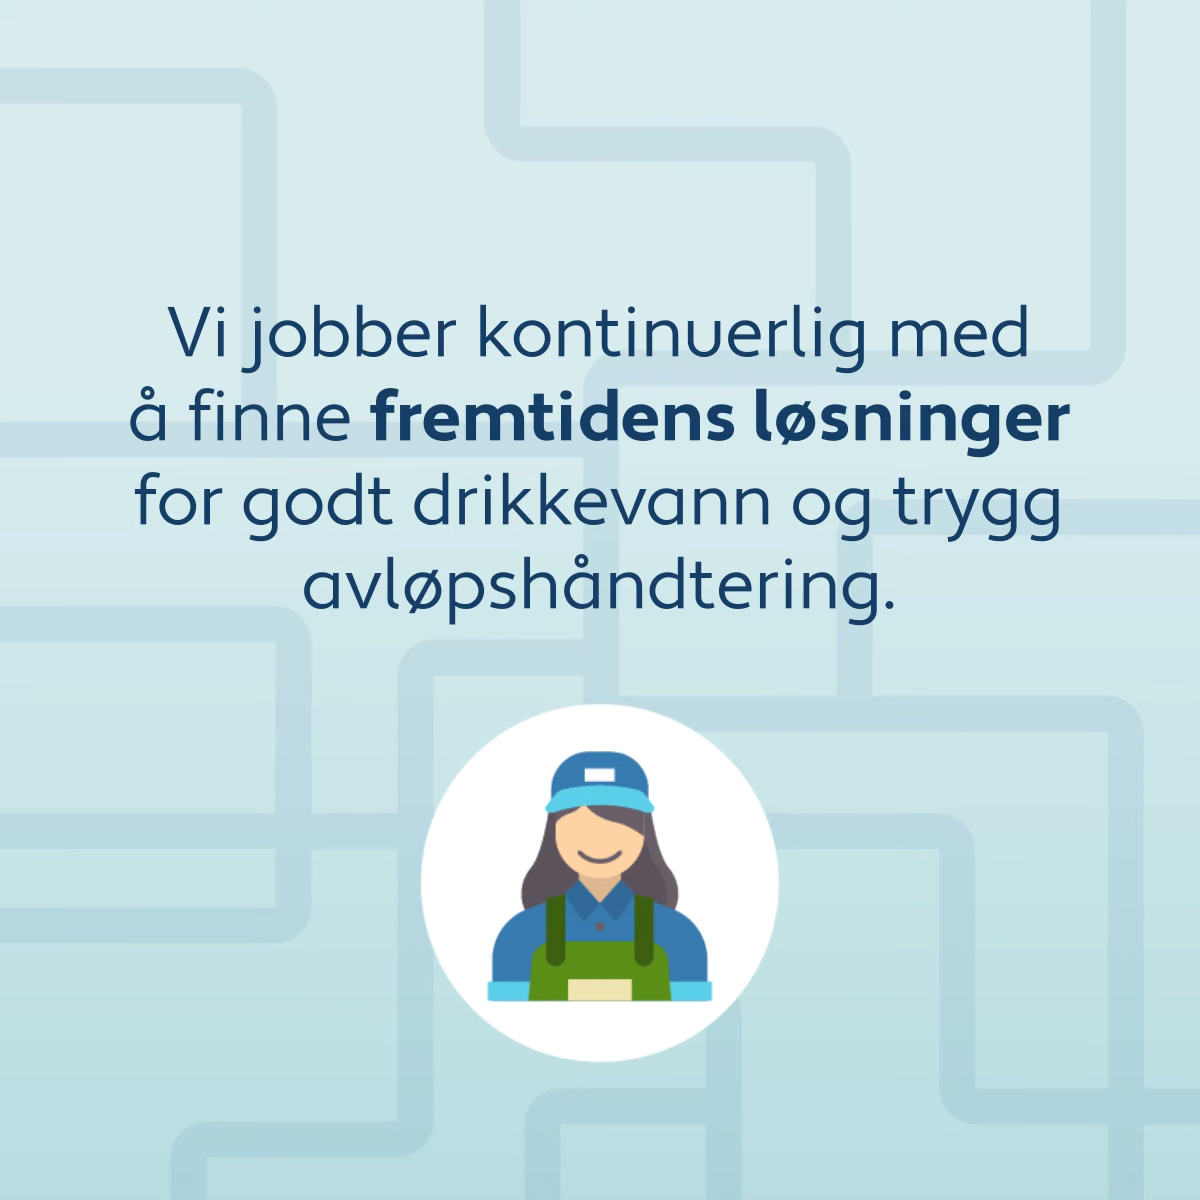 Vi jobber kontinuerlig med
å finne fremtidens løsninger
for godt drikkevann og trygg
avløpshåndtering.